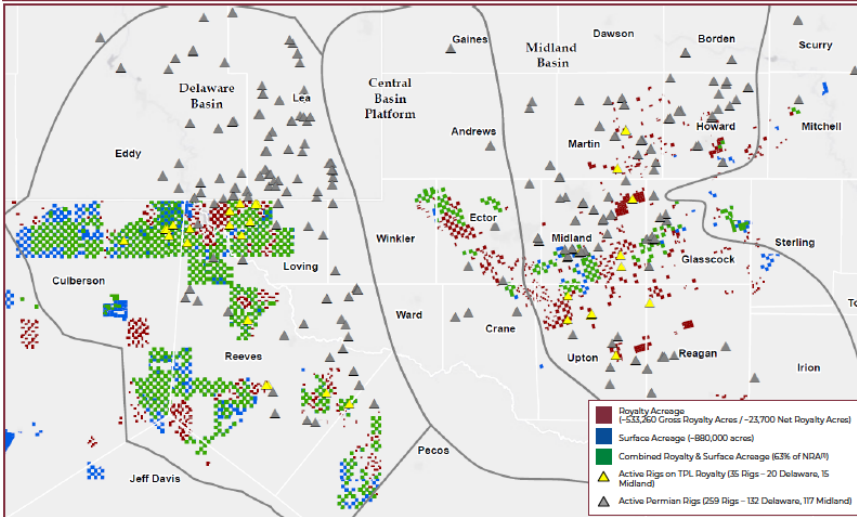 Gaines
Dawson
Borden
Scurry
Midland
Basin
Delaware
Basin
Central
Basin
Platform
Lea
Andrews
Martin
Howard
Mitchell
Eddy
Winkler
Ector
Midland
Glasscock
Sterling
Culberson
Loving
Ward
Crane
Upton
Reagan
Irion
Reeves
Pecos
Jeff Davis
Royalty Acreage
(~533,260 Gross Royalty Acres / ~23,700 Net Royalty Acres)
Surface Acreage (~880,000 acres)
Combined Royalty & Surface Acreage (63% of NRA⁽¹⁾)
Active Rigs on TPL Royalty (35 Rigs – 20 Delaware, 15
Midland)
Active Permian Rigs (259 Rigs – 132 Delaware, 117 Midland)